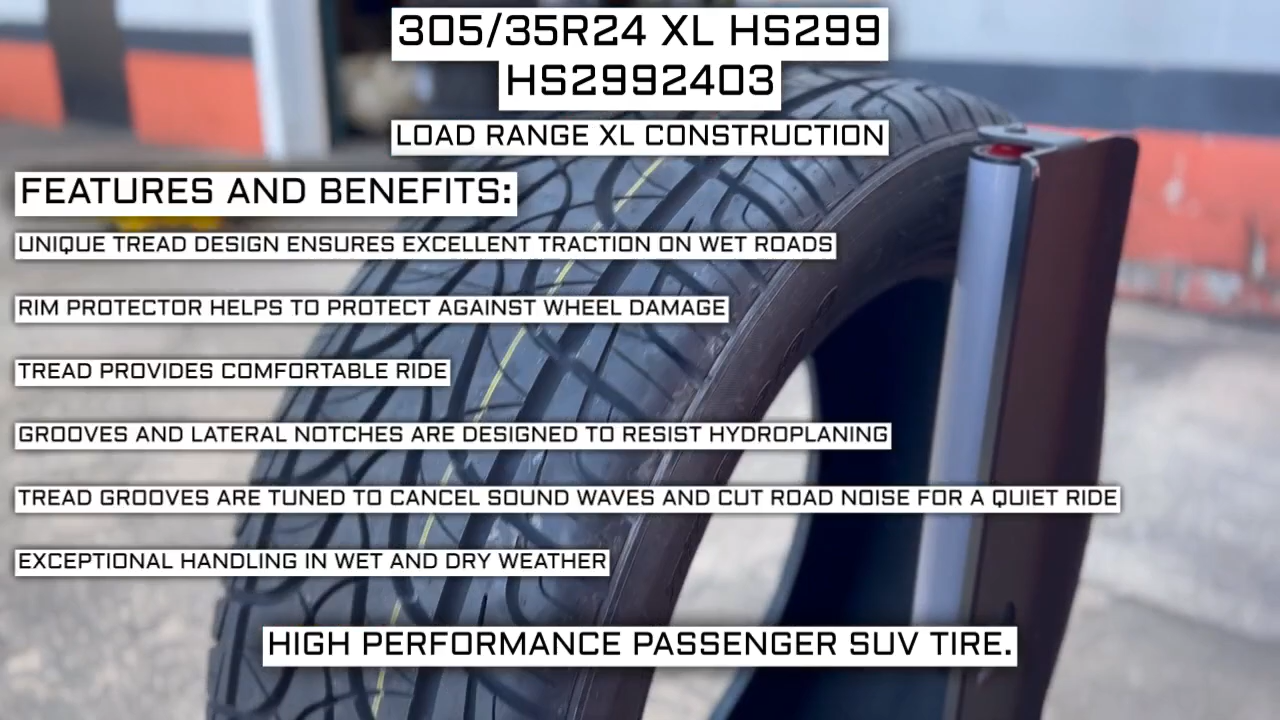 305/35R24 XL HS299
HS2992403
LOAD RANGE XL CONSTRUCTION
FEATURES AND BENEFITS:
UNIQUE TREAD DESIGN ENSURES EXCELLENT TRACTION ON WET ROADS
RIM PROTECTOR HELPS TO PROTECT AGAINST WHEEL DAMAGE
TREAD PROVIDES COMFORTABLE RIDE
GROOVES AND LATERAL NOTCHES ARE DESIGNED TO RESIST HYDROPLANING
TREAD GROOVES ARE TUNED TO CANCEL SOUND WAVES AND CUT ROAD NOISE FOR A QUIET RIDE
EXCEPTIONAL HANDLING IN WET AND DRY WEATHER
HIGH PERFORMANCE PASSENGER SUV TIRE.